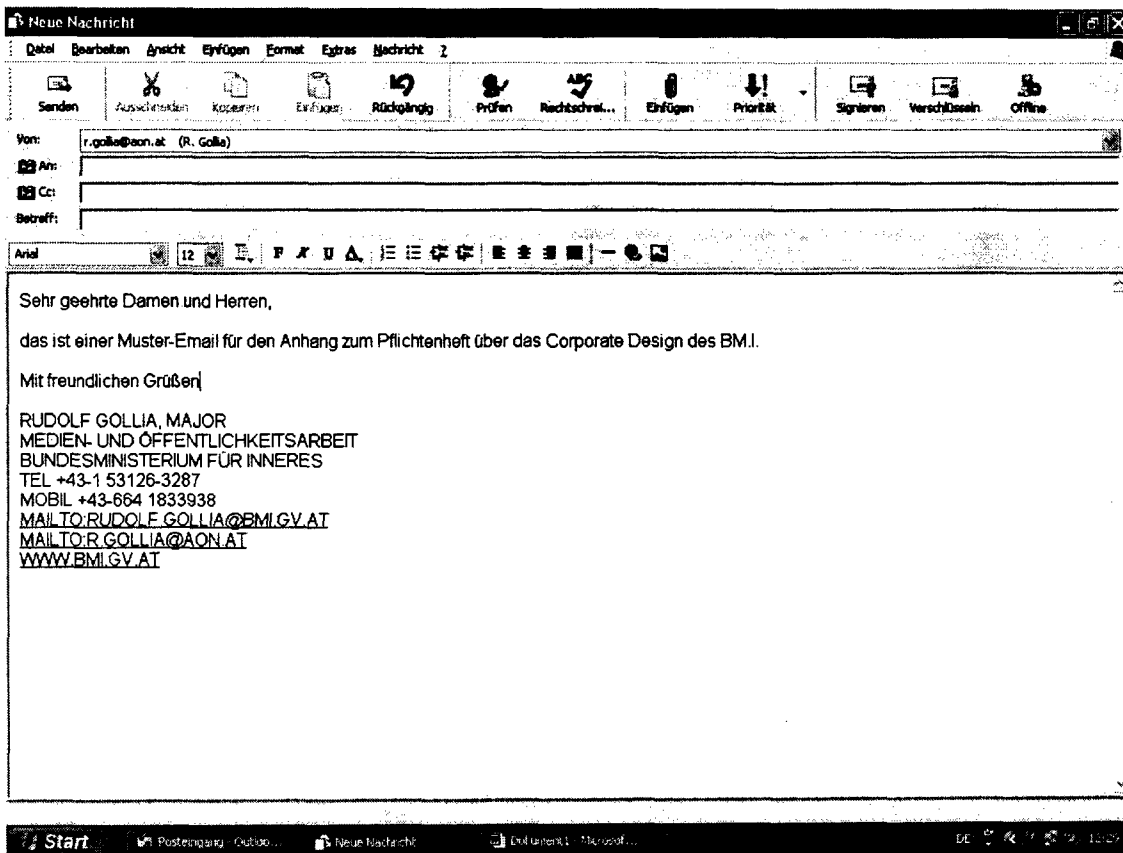 Neue Nachricht
Datei Bearbeiten Ansicht Einfügen Format Extras Nachricht ?
Senden Ausschneiden Kopieren Einfügen Rückgängig Prüfen Rechtschrei... Einfügen Priorität Signieren Verschlüsseln Offline
Von: r.gollia@aon.at (R. Gollia)
An:
Cc:
Betreff:
Arial 12 F K U A
Sehr geehrte Damen und Herren,
das ist einer Muster-Email für den Anhang zum Pflichtenheft über das Corporate Design des BM.I.
Mit freundlichen Grüßen
RUDOLF GOLLIA, MAJOR
MEDIEN- UND ÖFFENTLICHKEITSARBEIT
BUNDESMINISTERIUM FÜR INNERES
TEL +43-1 53126-3287
MOBIL +43-664 1833938
MAILTO:RUDOLF.GOLLIA@BMI.GV.AT
MAILTO:R.GOLLIA@AON.AT
WWW.BMI.GV.AT
Start Posteingang - Outloo... Neue Nachricht Dokument1 - Microsof... DE 12:29